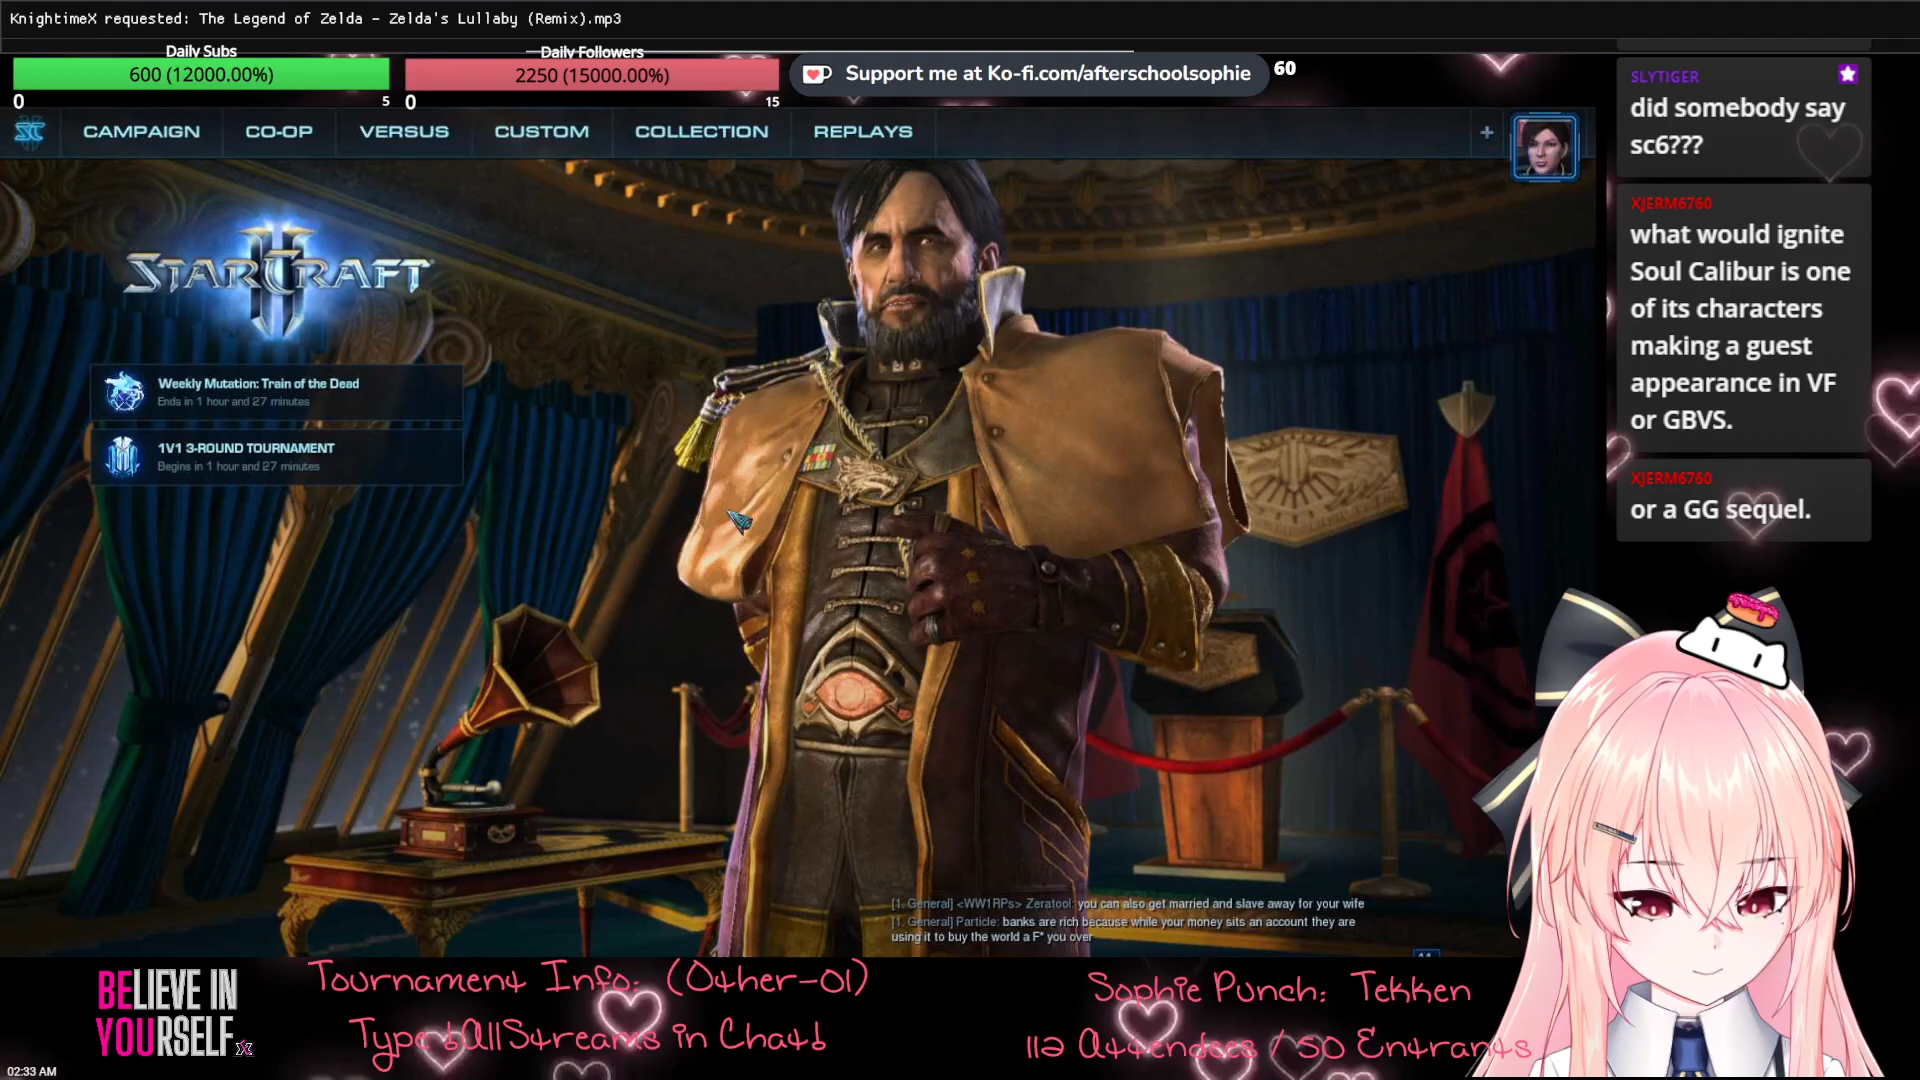 KnightimeX requested: The Legend of Zelda - Zelda's Lullaby (Remix).mp3
Daily Subs
600 (12000.00%)
0
5
Daily Followers
2250 (15000.00%)
0
15
Support me at Ko-fi.com/afterschoolsophie
60
CAMPAIGN
CO-OP
VERSUS
CUSTOM
COLLECTION
REPLAYS
+
STARCRAFT
II
Weekly Mutation: Train of the Dead
Ends in 1 hour and 27 minutes
1V1 3-ROUND TOURNAMENT
Begins in 1 hour and 27 minutes
SLYTIGER
did somebody say
sc6???
XJERM6760
what would ignite
Soul Calibur is one
of its characters
making a guest
appearance in VF
or GBVS.
XJERM6760
or a GG sequel.
[1. General] <WW1RPs> Zeratool: you can also get married and slave away for your wife
[1. General] Particle: banks are rich because while your money sits an account they are
using it to buy the world a F* you over
BELIEVE IN
YOURSELF
Tournament Info: (Other-01)
Type !AllStreams in Chat!
Sophie Punch: Tekken
112 Attendees / 50 Entrants
02:33 AM